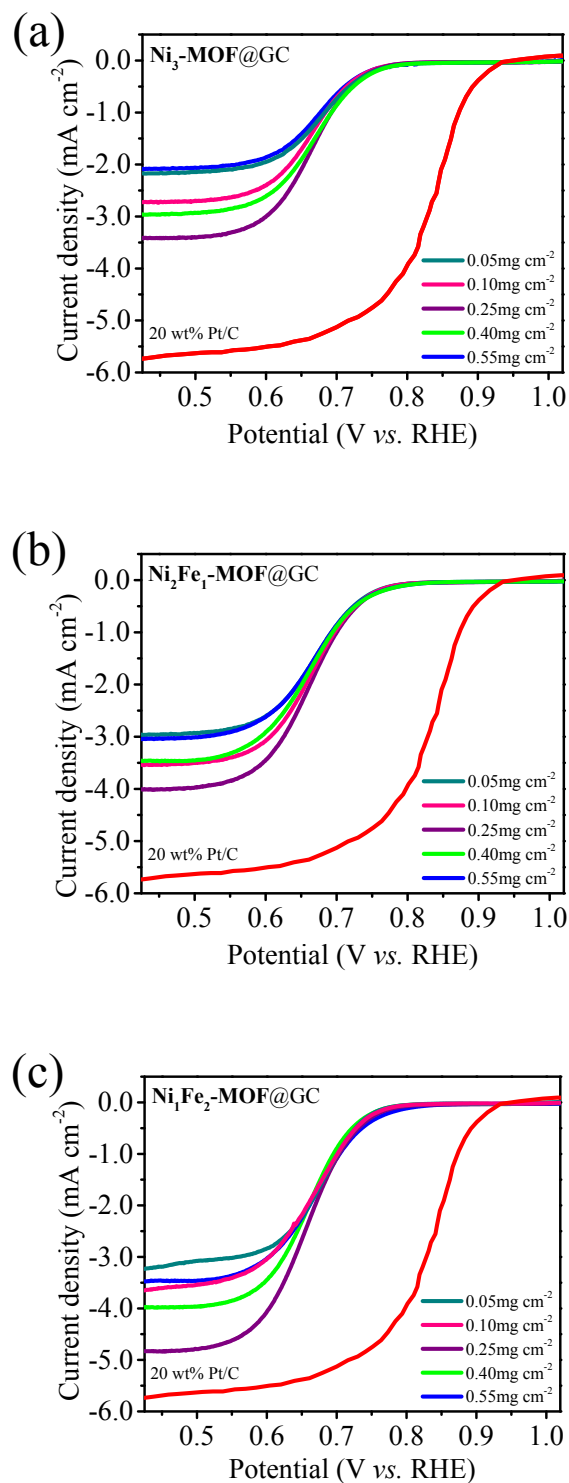 (a)
Ni₃-MOF@GC
0.0
-1.0
-2.0
-3.0
-4.0
-5.0
-6.0
Current density (mA cm⁻²)
0.05mg cm⁻²
0.10mg cm⁻²
0.25mg cm⁻²
0.40mg cm⁻²
0.55mg cm⁻²
20 wt% Pt/C
0.5 0.6 0.7 0.8 0.9 1.0
Potential (V vs. RHE)
(b)
Ni₂Fe₁-MOF@GC
0.0
-1.0
-2.0
-3.0
-4.0
-5.0
-6.0
Current density (mA cm⁻²)
0.05mg cm⁻²
0.10mg cm⁻²
0.25mg cm⁻²
0.40mg cm⁻²
0.55mg cm⁻²
20 wt% Pt/C
0.5 0.6 0.7 0.8 0.9 1.0
Potential (V vs. RHE)
(c)
Ni₁Fe₂-MOF@GC
0.0
-1.0
-2.0
-3.0
-4.0
-5.0
-6.0
Current density (mA cm⁻²)
0.05mg cm⁻²
0.10mg cm⁻²
0.25mg cm⁻²
0.40mg cm⁻²
0.55mg cm⁻²
20 wt% Pt/C
0.5 0.6 0.7 0.8 0.9 1.0
Potential (V vs. RHE)